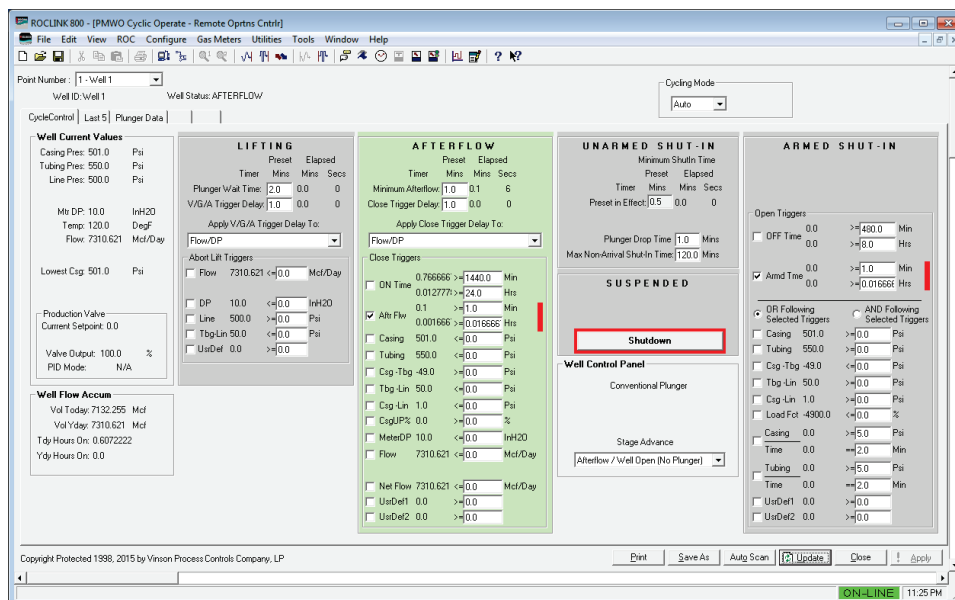 ROCLINK 800 - [PMWO Cyclic Operate - Remote Oprtns Cntrlr]
File Edit View ROC Configure Gas Meters Utilities Tools Window Help
Point Number : 1 - Well 1
Well ID: Well 1 Well Status: AFTERFLOW
Cycling Mode
Auto
CycleControl Last 5 Plunger Data
Well Current Values
Casing Pres: 501.0 Psi
Tubing Pres: 550.0 Psi
Line Pres: 500.0 Psi
Mtr DP: 10.0 InH2O
Temp: 120.0 DegF
Flow: 7310.621 Mcf/Day
Lowest Csg: 501.0 Psi
Production Valve
Current Setpoint: 0.0
Valve Output: 100.0 %
PID Mode: N/A
Well Flow Accum
Vol Today: 7132.255 Mcf
Vol Yday: 7310.621 Mcf
Tdy Hours On: 0.6072222
Ydy Hours On: 0.0
LIFTING
Preset Elapsed
Timer Mins Mins Secs
Plunger Wait Time: 2.0 0.0 0
V/G/A Trigger Delay: 1.0 0.0 0
Apply V/G/A Trigger Delay To:
Flow/DP
Abort Lift Triggers
Flow 7310.621 <= 0.0 Mcf/Day
DP 10.0 <= 0.0 InH2O
Line 500.0 >= 0.0 Psi
Tbg-Lin 50.0 <= 0.0 Psi
UsrDef 0.0 >= 0.0
AFTERFLOW
Preset Elapsed
Timer Mins Mins Secs
Minimum Afterflow: 1.0 0.1 6
Close Trigger Delay: 1.0 0.0 0
Apply Close Trigger Delay To:
Flow/DP
Close Triggers
ON Time 0.766666 >= 1440.0 Min
0.012777 >= 24.0 Hrs
Aftr Flw 0.1 >= 1.0 Min
0.001666 >= 0.016666 Hrs
Casing 501.0 <= 0.0 Psi
Tubing 550.0 <= 0.0 Psi
Csg -Tbg -49.0 <= 0.0 Psi
Tbg -Lin 50.0 <= 0.0 Psi
Csg -Lin 1.0 <= 0.0 Psi
CsgUP% 0.0 >= 0.0 %
MeterDP 10.0 <= 0.0 InH2O
Flow 7310.621 <= 0.0 Mcf/Day
Net Flow 7310.621 <= 0.0 Mcf/Day
UsrDef1 0.0 >= 0.0
UsrDef2 0.0 >= 0.0
UNARMED SHUT-IN
Minimum ShutIn Time
Preset Elapsed
Timer Mins Mins Secs
Preset in Effect: 0.5 0.0 0
Plunger Drop Time 1.0 Mins
Max Non-Arrival Shut-In Time: 120.0 Mins
SUSPENDED
Shutdown
Well Control Panel
Conventional Plunger
Stage Advance
Afterflow / Well Open (No Plunger)
ARMED SHUT-IN
Open Triggers
OFF Time 0.0 >= 480.0 Min
0.0 >= 8.0 Hrs
Armd Tme 0.0 >= 1.0 Min
0.0 >= 0.016666 Hrs
OR Following Selected Triggers AND Following Selected Triggers
Casing 501.0 >= 0.0 Psi
Tubing 550.0 >= 0.0 Psi
Csg -Tbg -49.0 <= 0.0 Psi
Tbg -Lin 50.0 >= 0.0 Psi
Csg -Lin 1.0 >= 0.0 Psi
Load Fct -4900.0 <= 0.0 %
Casing 0.0 >= 5.0 Psi
Time 0.0 == 2.0 Min
Tubing 0.0 >= 5.0 Psi
Time 0.0 == 2.0 Min
UsrDef1 0.0 >= 0.0
UsrDef2 0.0 >= 0.0
Copyright Protected 1998, 2015 by Vinson Process Controls Company, LP
Print Save As Auto Scan Update Close ! Apply
ON-LINE 11:25 PM